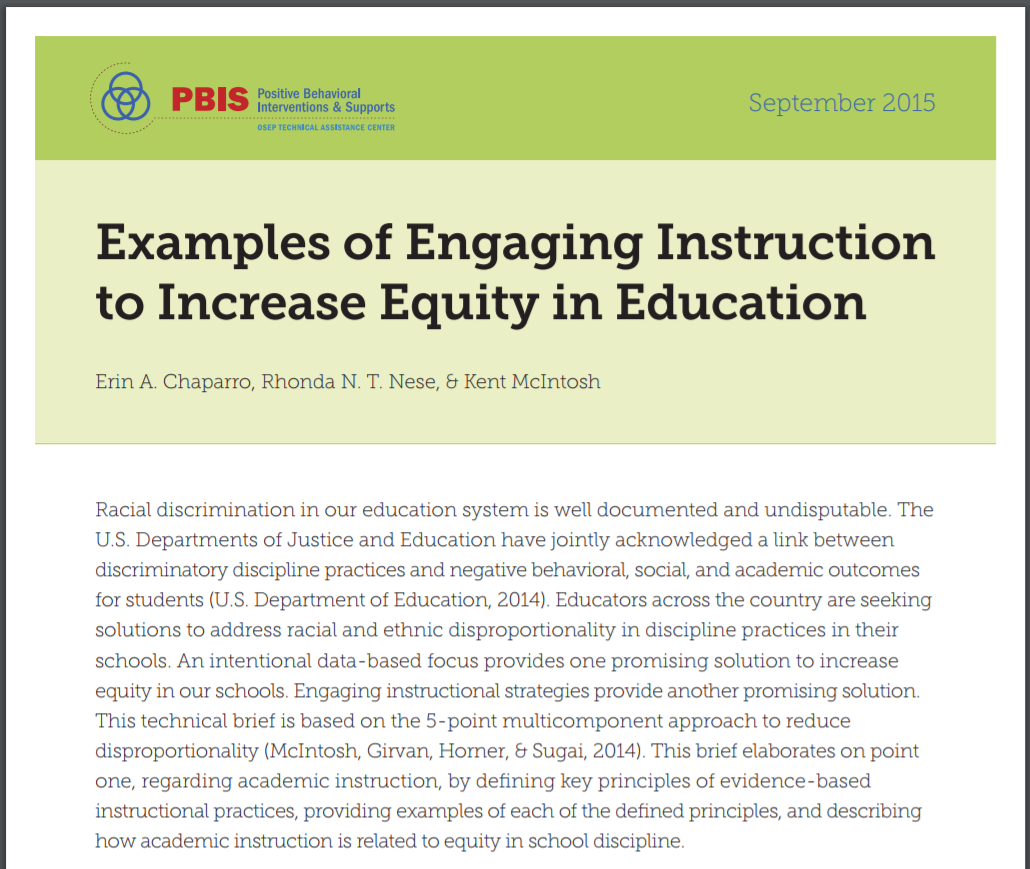 PBIS Positive Behavioral
Interventions & Supports
OSEP TECHNICAL ASSISTANCE CENTER
September 2015
Examples of Engaging Instruction
to Increase Equity in Education
Erin A. Chaparro, Rhonda N. T. Nese, & Kent McIntosh
Racial discrimination in our education system is well documented and undisputable. The
U.S. Departments of Justice and Education have jointly acknowledged a link between
discriminatory discipline practices and negative behavioral, social, and academic outcomes
for students (U.S. Department of Education, 2014). Educators across the country are seeking
solutions to address racial and ethnic disproportionality in discipline practices in their
schools. An intentional data-based focus provides one promising solution to increase
equity in our schools. Engaging instructional strategies provide another promising solution.
This technical brief is based on the 5-point multicomponent approach to reduce
disproportionality (McIntosh, Girvan, Horner, & Sugai, 2014). This brief elaborates on point
one, regarding academic instruction, by defining key principles of evidence-based
instructional practices, providing examples of each of the defined principles, and describing
how academic instruction is related to equity in school discipline.